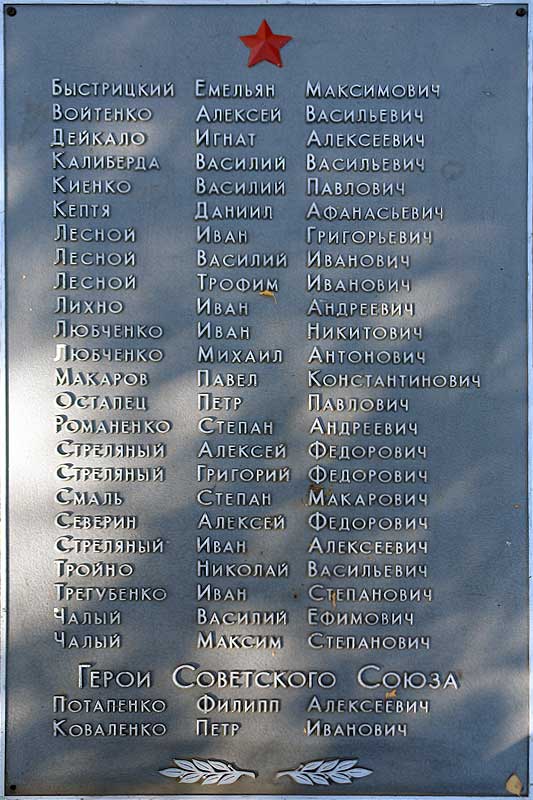 Быстрицкий Емельян Максимович
Войтенко Алексей Васильевич
Дейкало Игнат Алексеевич
Калиберда Василий Васильевич
Киенко Василий Павлович
Кептя Даниил Афанасьевич
Лесной Иван Григорьевич
Лесной Василий Иванович
Лесной Трофим Иванович
Лихно Иван Андреевич
Любченко Иван Никитович
Любченко Михаил Антонович
Макаров Павел Константинович
Остапец Петр Павлович
Романенко Степан Андреевич
Стреляный Алексей Федорович
Стреляный Григорий Федорович
Смаль Степан Макарович
Северин Алексей Федорович
Стреляный Иван Алексеевич
Тройно Николай Васильевич
Трегубенко Иван Степанович
Чалый Василий Ефимович
Чалый Максим Степанович
Герои Советского Союза
Потапенко Филипп Алексеевич
Коваленко Петр Иванович